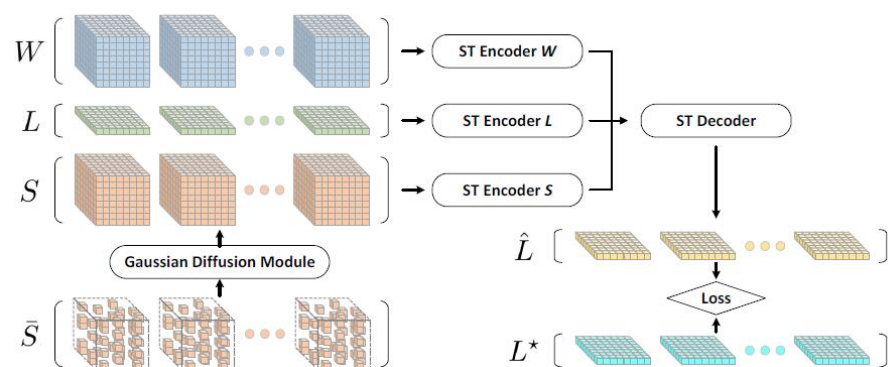 W
ST Encoder W
L
ST Encoder L
ST Decoder
S
ST Encoder S
Gaussian Diffusion Module
L̂
Loss
S̄
L⋆